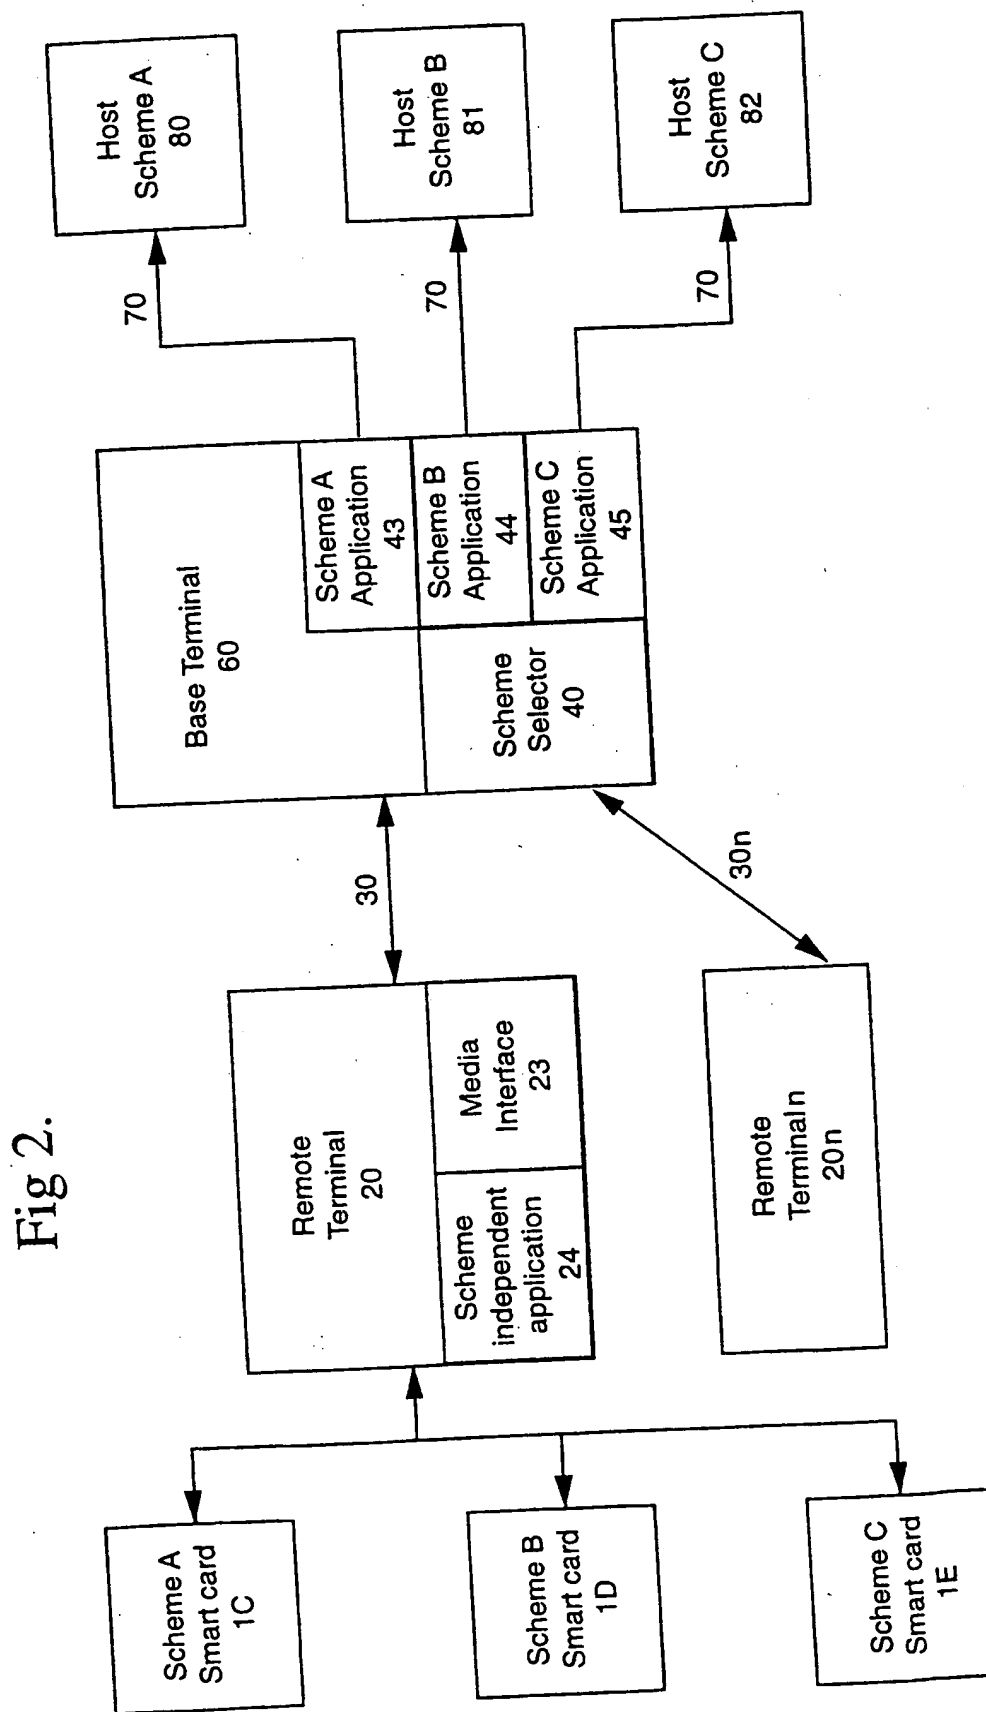 Fig 2.
Scheme A
Smart card
1C
Scheme B
Smart card
1D
Scheme C
Smart card
1E
Remote
Terminal
20
Scheme
independent
application
24
Media
Interface
23
Remote
Terminal n
20n
30
30n
Base Terminal
60
Scheme A
Application
43
Scheme B
Application
44
Scheme C
Application
45
Scheme
Selector
40
70
70
70
Host
Scheme A
80
Host
Scheme B
81
Host
Scheme C
82